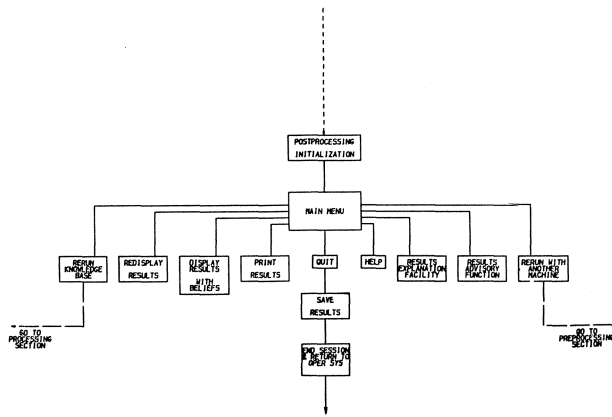 POSTPROCESSING
INITIALIZATION
MAIN MENU
RERUN
KNOWLEDGE
BASE
REDISPLAY
RESULTS
DISPLAY
RESULTS
WITH
BELIEFS
PRINT
RESULTS
QUIT
HELP
RESULTS
EXPLANATION
FACILITY
RESULTS
ADVISORY
FUNCTION
RERUN WITH
ANOTHER
MACHINE
SAVE
RESULTS
GO TO
PROCESSING
SECTION
GO TO
PREPROCESSING
SECTION
END SESSION
& RETURN TO
OPER SYS